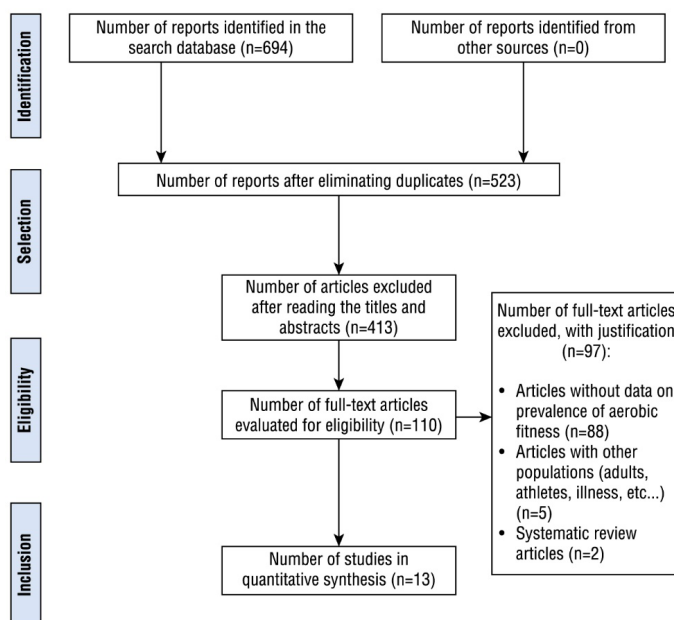 Identification
Number of reports identified in the
search database (n=694)
Number of reports identified from
other sources (n=0)
Selection
Number of reports after eliminating duplicates (n=523)
Number of articles excluded
after reading the titles and
abstracts (n=413)
Eligibility
Number of full-text articles
evaluated for eligibility (n=110)
Number of full-text articles
excluded, with justification
(n=97):
• Articles without data on
prevalence of aerobic
fitness (n=88)
• Articles with other
populations (adults,
athletes, illness, etc...)
(n=5)
• Systematic review
articles (n=2)
Inclusion
Number of studies in
quantitative synthesis (n=13)